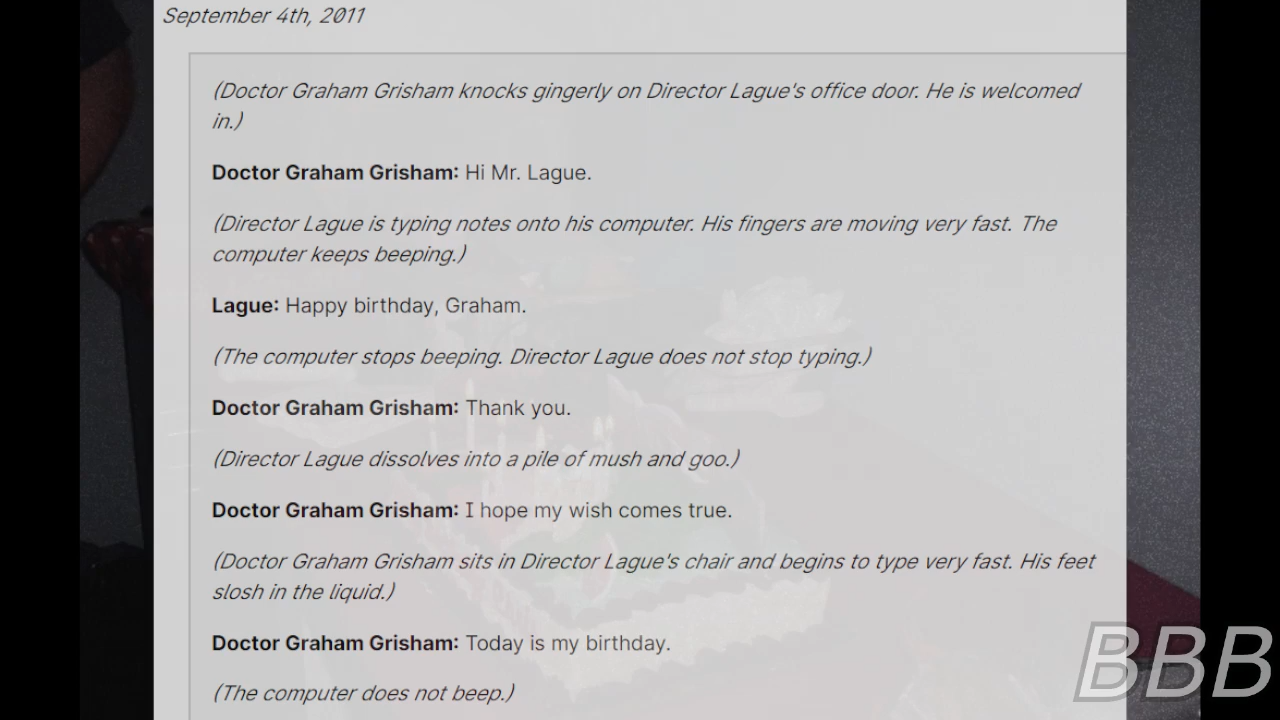 September 4th, 2011
(Doctor Graham Grisham knocks gingerly on Director Lague's office door. He is welcomed
in.)
Doctor Graham Grisham: Hi Mr. Lague.
(Director Lague is typing notes onto his computer. His fingers are moving very fast. The
computer keeps beeping.)
Lague: Happy birthday, Graham.
(The computer stops beeping. Director Lague does not stop typing.)
Doctor Graham Grisham: Thank you.
(Director Lague dissolves into a pile of mush and goo.)
Doctor Graham Grisham: I hope my wish comes true.
(Doctor Graham Grisham sits in Director Lague's chair and begins to type very fast. His feet
slosh in the liquid.)
Doctor Graham Grisham: Today is my birthday.
(The computer does not beep.)
BBB